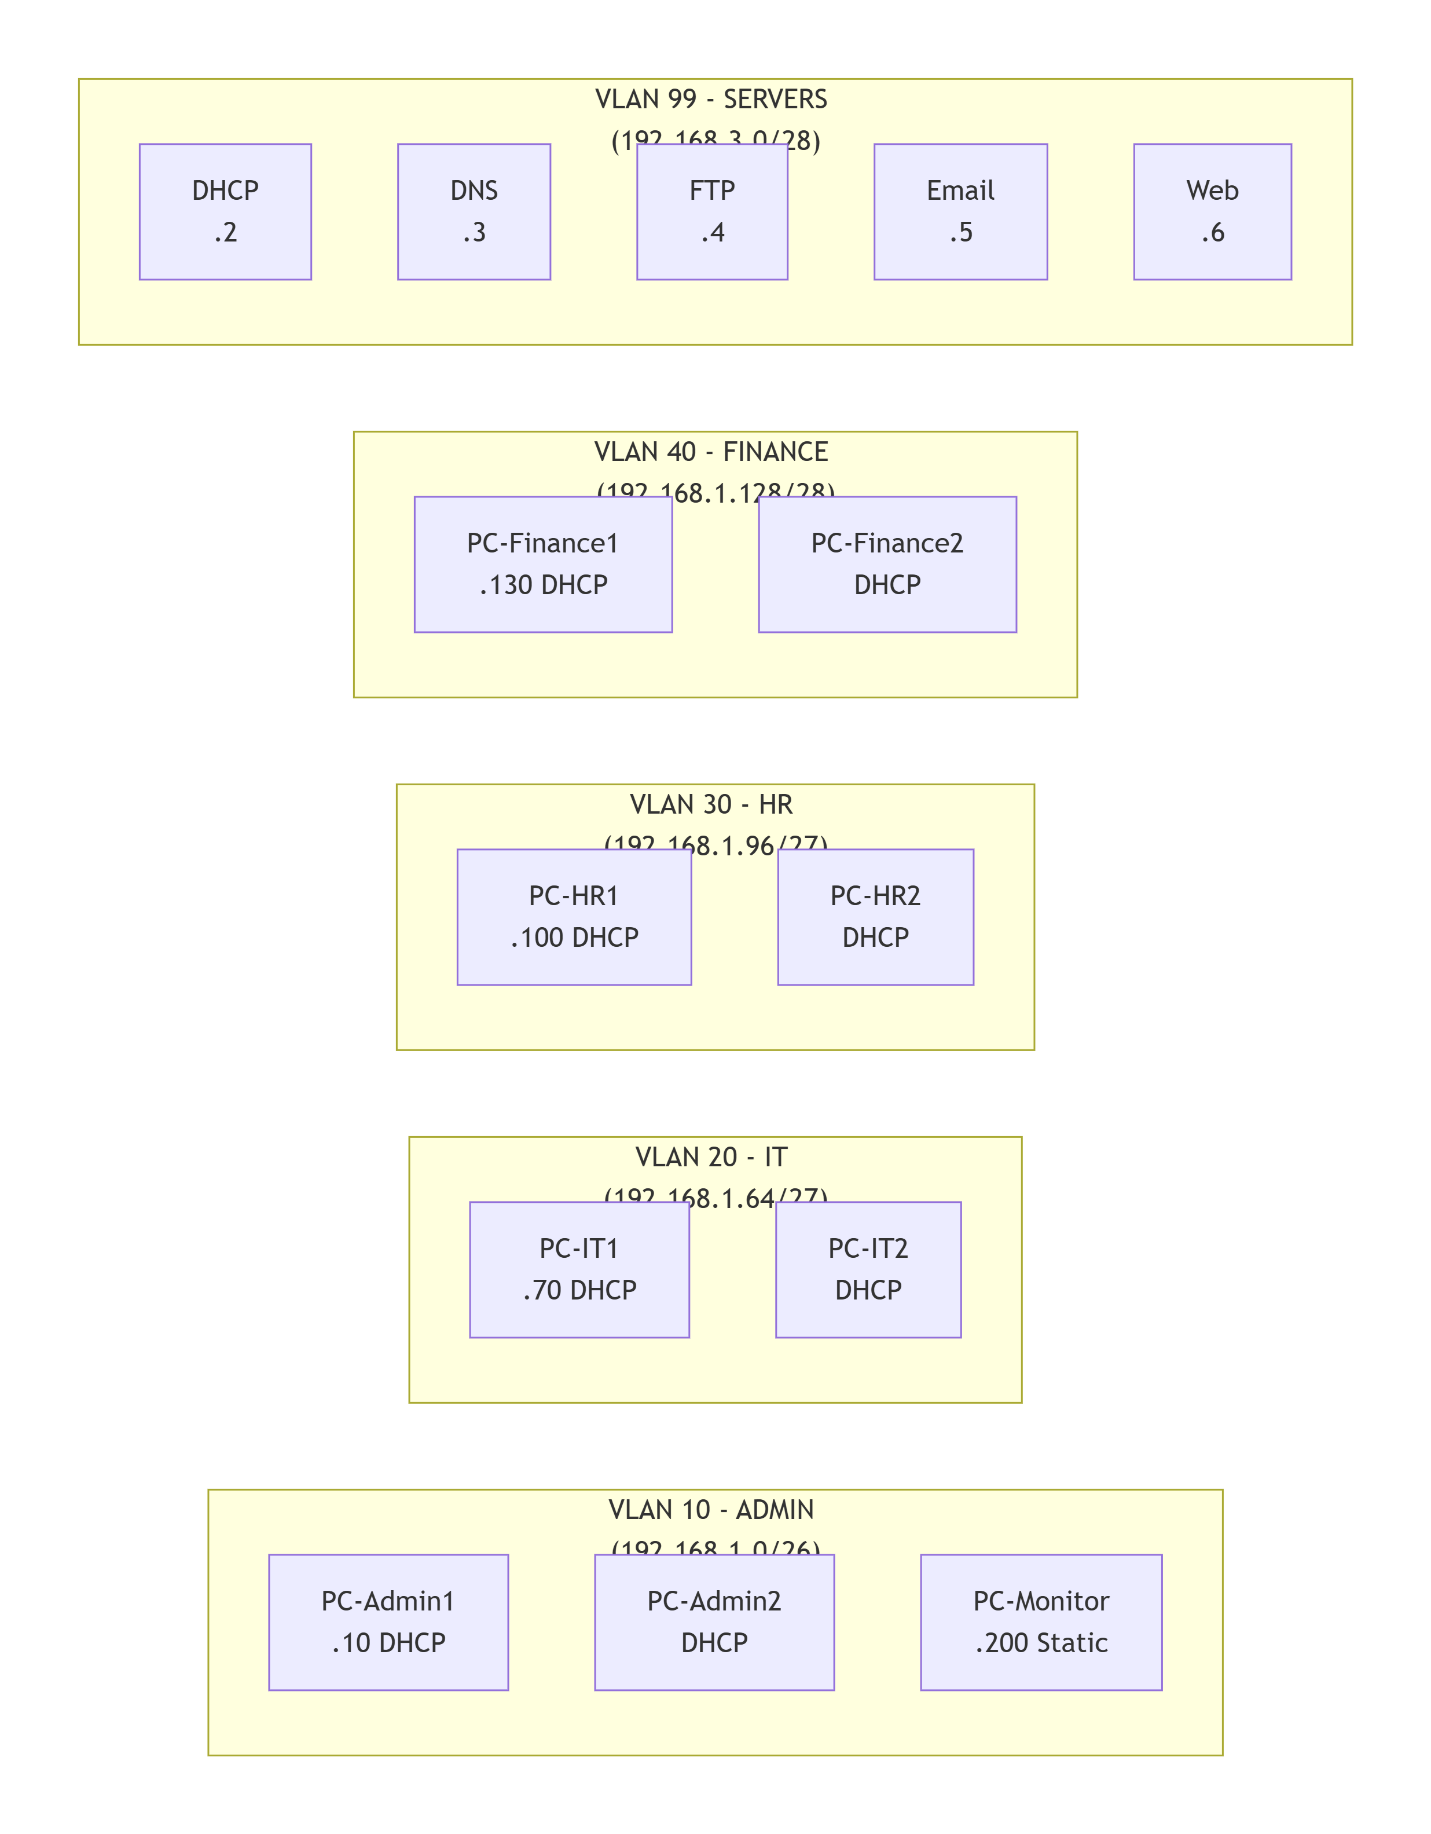 VLAN 99 - SERVERS
(192.168.3.0/28)
DHCP
.2
DNS
.3
FTP
.4
Email
.5
Web
.6
VLAN 40 - FINANCE
(192.168.1.128/28)
PC-Finance1
.130 DHCP
PC-Finance2
DHCP
VLAN 30 - HR
(192.168.1.96/27)
PC-HR1
.100 DHCP
PC-HR2
DHCP
VLAN 20 - IT
(192.168.1.64/27)
PC-IT1
.70 DHCP
PC-IT2
DHCP
VLAN 10 - ADMIN
(192.168.1.0/26)
PC-Admin1
.10 DHCP
PC-Admin2
DHCP
PC-Monitor
.200 Static